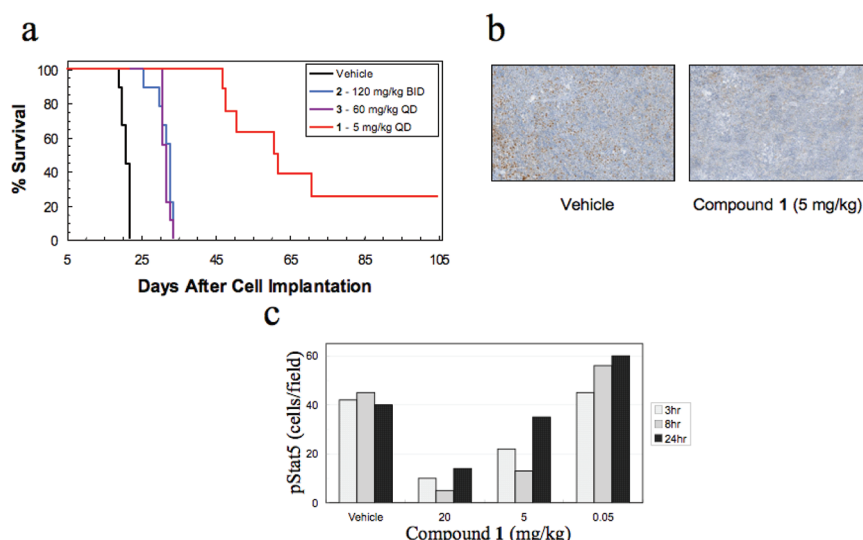 a
100
80
60
40
20
0
% Survival
5 25 45 65 85 105
Days After Cell Implantation
Vehicle
2 - 120 mg/kg BID
3 - 60 mg/kg QD
1 - 5 mg/kg QD
b
Vehicle
Compound 1 (5 mg/kg)
c
60
40
20
0
pStat5 (cells/field)
Vehicle 20 5 0.05
Compound 1 (mg/kg)
3hr
8hr
24hr